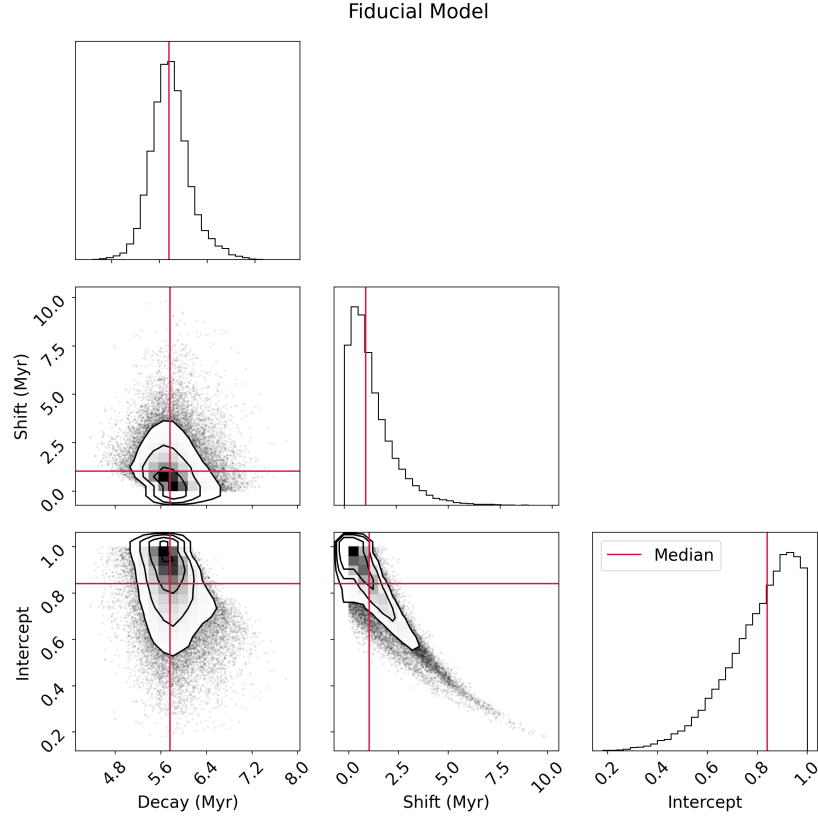 Fiducial Model
10.0
7.5
5.0
2.5
0.0
Shift (Myr)
1.0
0.8
0.6
0.4
0.2
Intercept
Median
4.8 5.6 6.4 7.2 8.0
Decay (Myr)
0.0 2.5 5.0 7.5 10.0
Shift (Myr)
0.2 0.4 0.6 0.8 1.0
Intercept